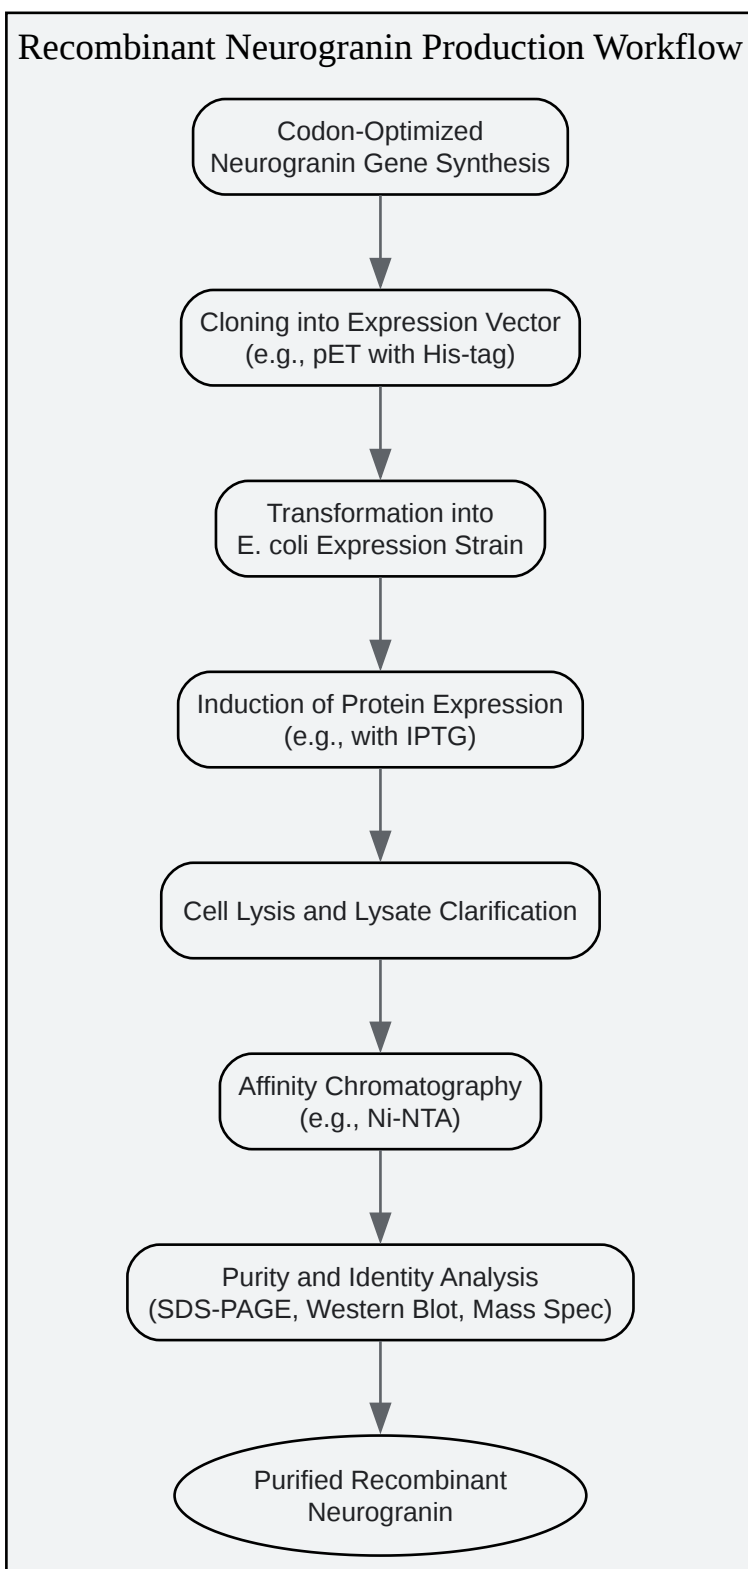 Recombinant Neurogranin Production Workflow
Codon-Optimized
Neurogranin Gene Synthesis
Cloning into Expression Vector
(e.g., pET with His-tag)
Transformation into
E. coli Expression Strain
Induction of Protein Expression
(e.g., with IPTG)
Cell Lysis and Lysate Clarification
Affinity Chromatography
(e.g., Ni-NTA)
Purity and Identity Analysis
(SDS-PAGE, Western Blot, Mass Spec)
Purified Recombinant
Neurogranin